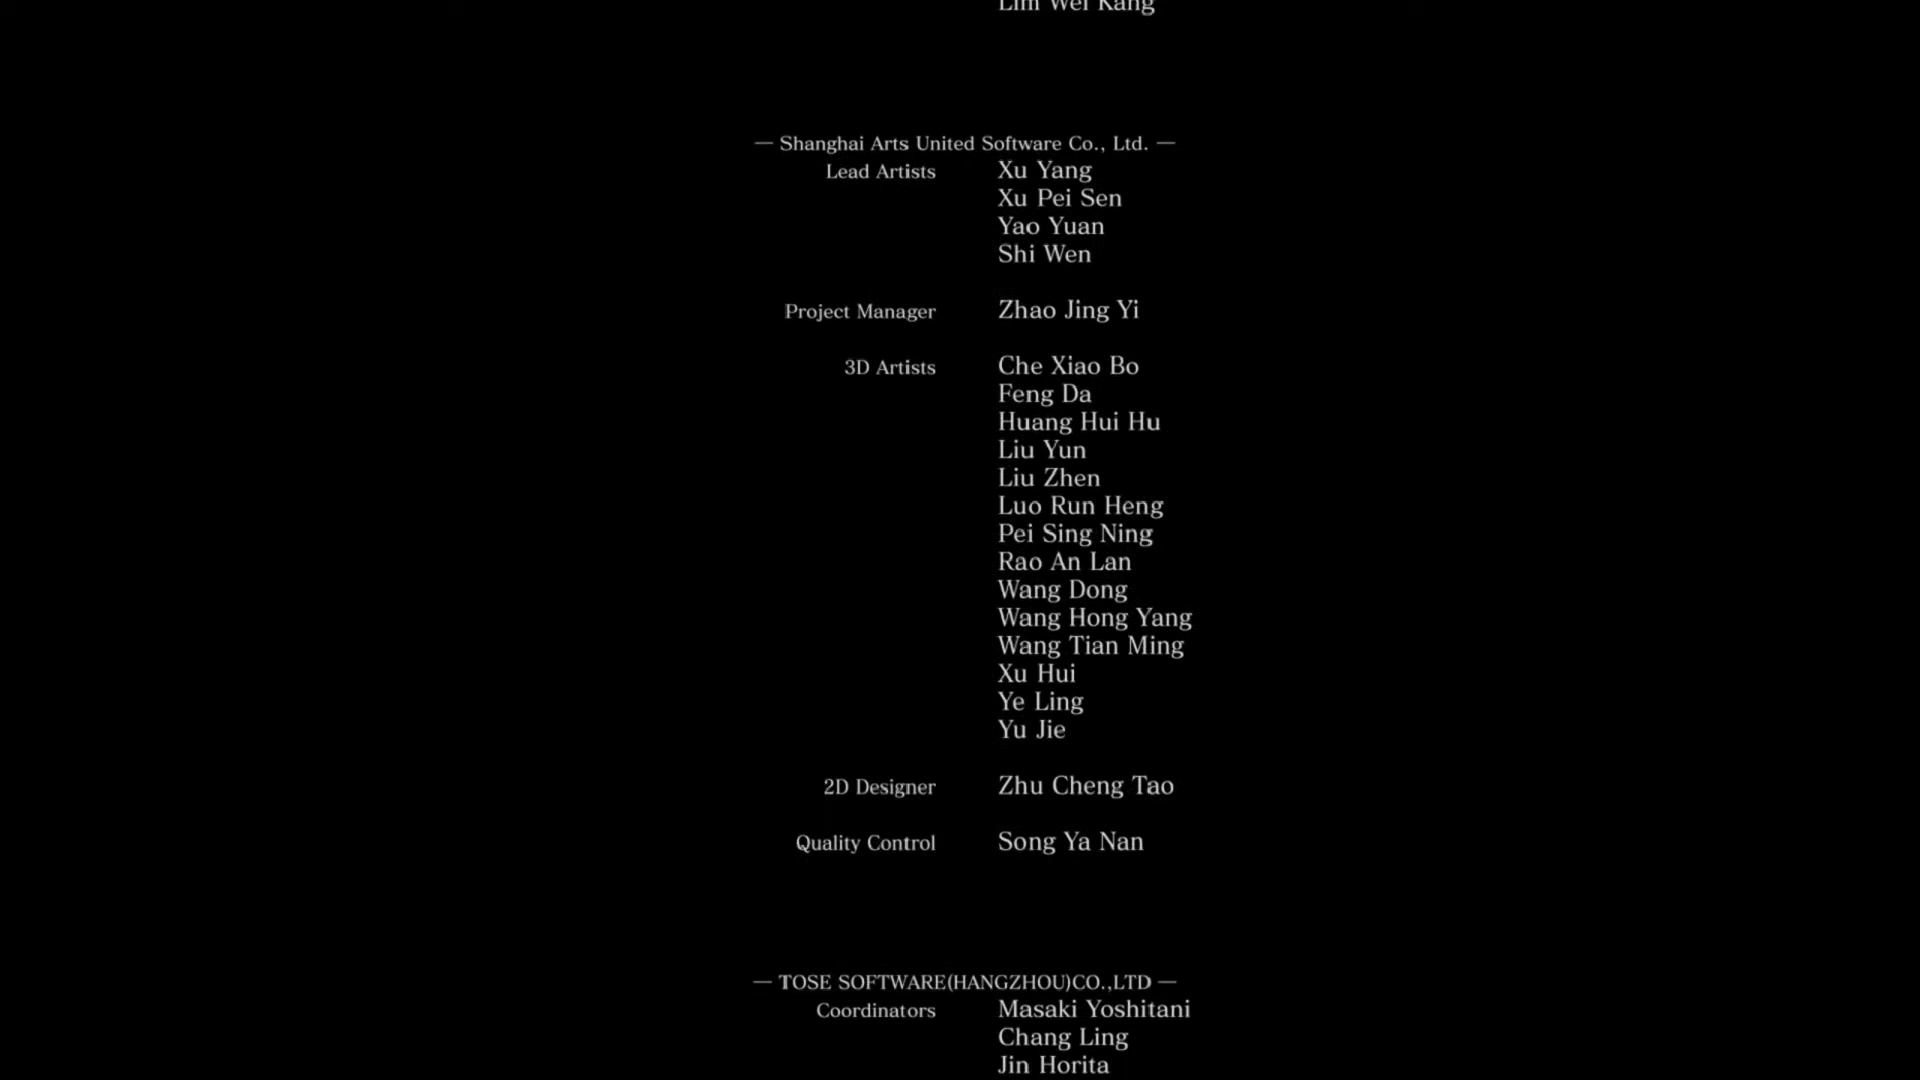 Lim Wei Kang
— Shanghai Arts United Software Co., Ltd. —
Lead Artists Xu Yang
Xu Pei Sen
Yao Yuan
Shi Wen
Project Manager Zhao Jing Yi
3D Artists Che Xiao Bo
Feng Da
Huang Hui Hu
Liu Yun
Liu Zhen
Luo Run Heng
Pei Sing Ning
Rao An Lan
Wang Dong
Wang Hong Yang
Wang Tian Ming
Xu Hui
Ye Ling
Yu Jie
2D Designer Zhu Cheng Tao
Quality Control Song Ya Nan
— TOSE SOFTWARE(HANGZHOU)CO.,LTD —
Coordinators Masaki Yoshitani
Chang Ling
Jin Horita